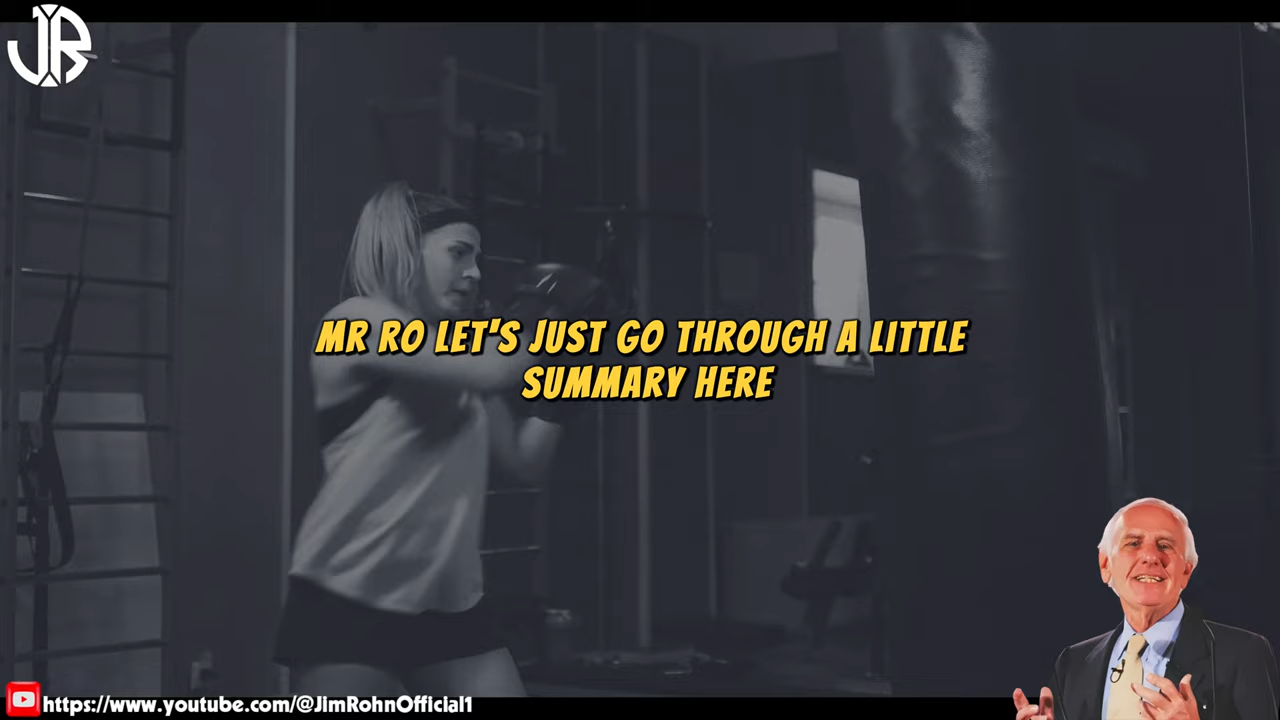 JR
MR RO LET'S JUST GO THROUGH A LITTLE
SUMMARY HERE
https://www.youtube.com/@JimRohnOfficial1